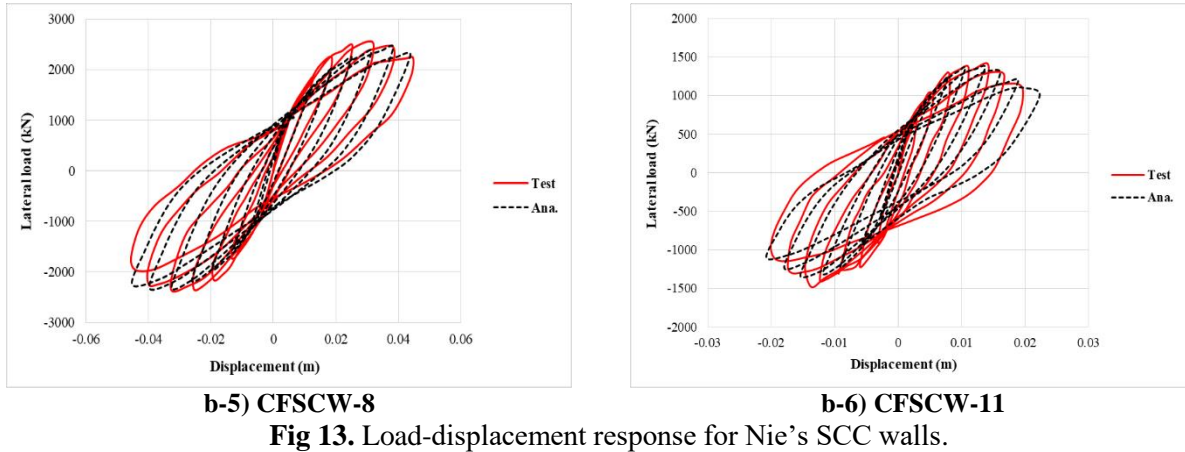 3000
2000
1000
0
-1000
-2000
-3000
-0.06
-0.04
-0.02
0
0.02
0.04
0.06
Lateral load (kN)
Displacement (m)
Test
Ana.
b-5) CFSCW-8
2000
1500
1000
500
0
-500
-1000
-1500
-2000
-0.03
-0.02
-0.01
0
0.01
0.02
0.03
Lateral load (kN)
Displacement (m)
Test
Ana.
b-6) CFSCW-11
Fig 13. Load-displacement response for Nie’s SCC walls.